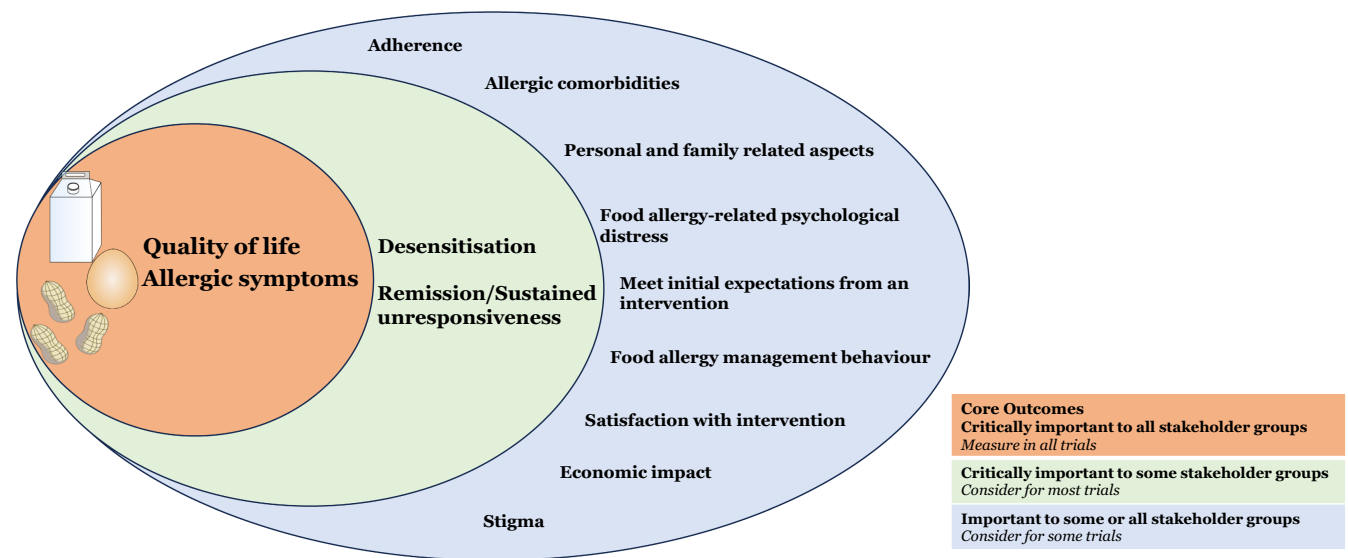 Adherence
Allergic comorbidities
Personal and family related aspects
Food allergy-related psychological
distress
Quality of life
Allergic symptoms
Desensitisation
Remission/Sustained
unresponsiveness
Meet initial expectations from an
intervention
Food allergy management behaviour
Satisfaction with intervention
Economic impact
Stigma
Core Outcomes
Critically important to all stakeholder groups
Measure in all trials
Critically important to some stakeholder groups
Consider for most trials
Important to some or all stakeholder groups
Consider for some trials